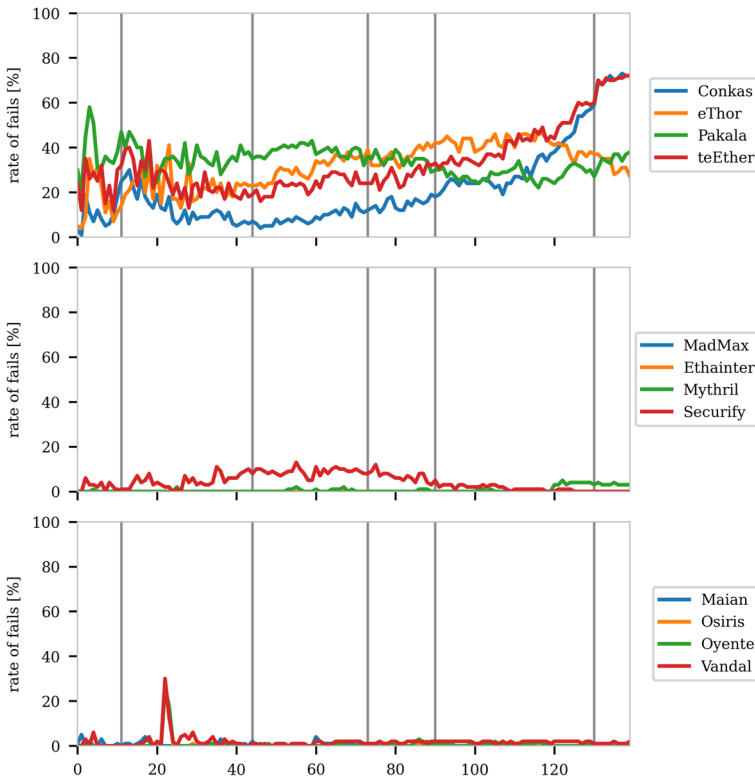 100
80
60
40
20
0
rate of fails [%]
Conkas
eThor
Pakala
teEther
100
80
60
40
20
0
rate of fails [%]
MadMax
Ethainter
Mythril
Securify
100
80
60
40
20
0
rate of fails [%]
Maian
Osiris
Oyente
Vandal
0 20 40 60 80 100 120